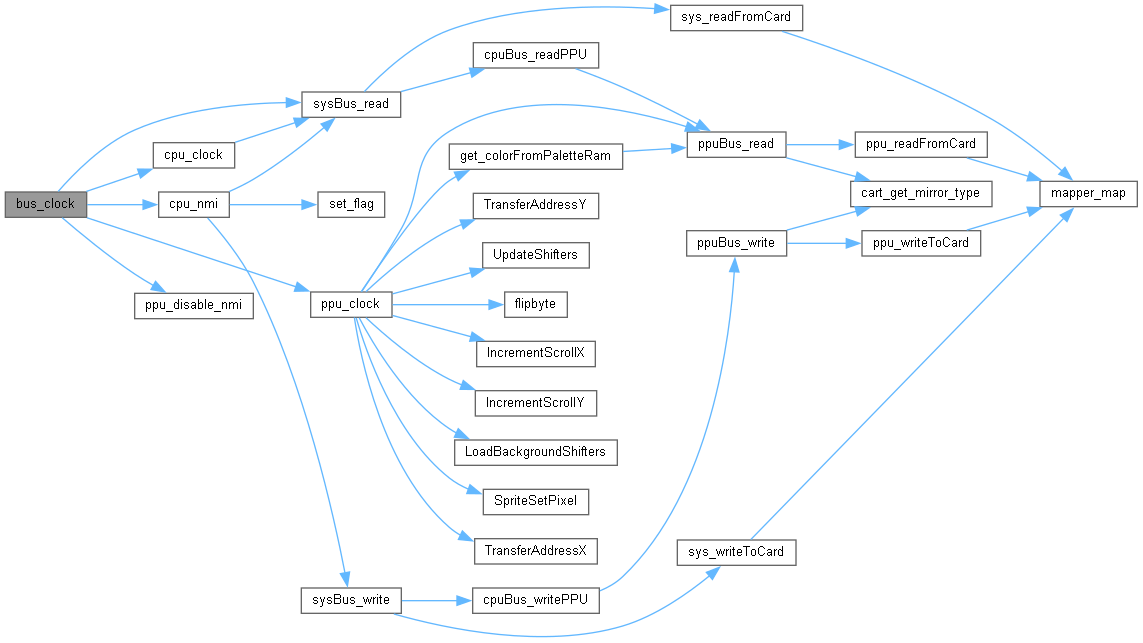 sys_readFromCard
cpuBus_readPPU
sysBus_read
ppuBus_read
ppu_readFromCard
cpu_clock
get_colorFromPaletteRam
bus_clock
cpu_nmi
set_flag
TransferAddressY
cart_get_mirror_type
mapper_map
ppuBus_write
ppu_writeToCard
UpdateShifters
ppu_disable_nmi
ppu_clock
flipbyte
IncrementScrollX
IncrementScrollY
LoadBackgroundShifters
SpriteSetPixel
TransferAddressX
sys_writeToCard
sysBus_write
cpuBus_writePPU